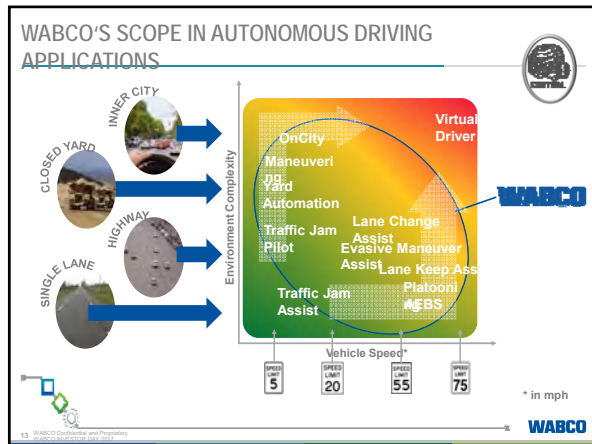 WABCO'S SCOPE IN AUTONOMOUS DRIVING
APPLICATIONS
CENTRAL
INNER CITY
CLOSED YARD
HIGHWAY
SINGLE LANE
Environment Complexity
OnCity
Maneuveri
ng
Yard
Automation
Traffic Jam
Pilot
Traffic Jam
Assist
Virtual
Driver
Lane Change
Assist
Evasive Maneuver
Assist
Lane Keep Ass
Platooni
ng
AEBS
WABCO
Vehicle Speed*
SPEED
LIMIT
5
SPEED
LIMIT
20
SPEED
LIMIT
55
SPEED
LIMIT
75
* in mph
13 WABCO Confidential and Proprietary
WABCO INVESTOR DAY 2017
WABCO